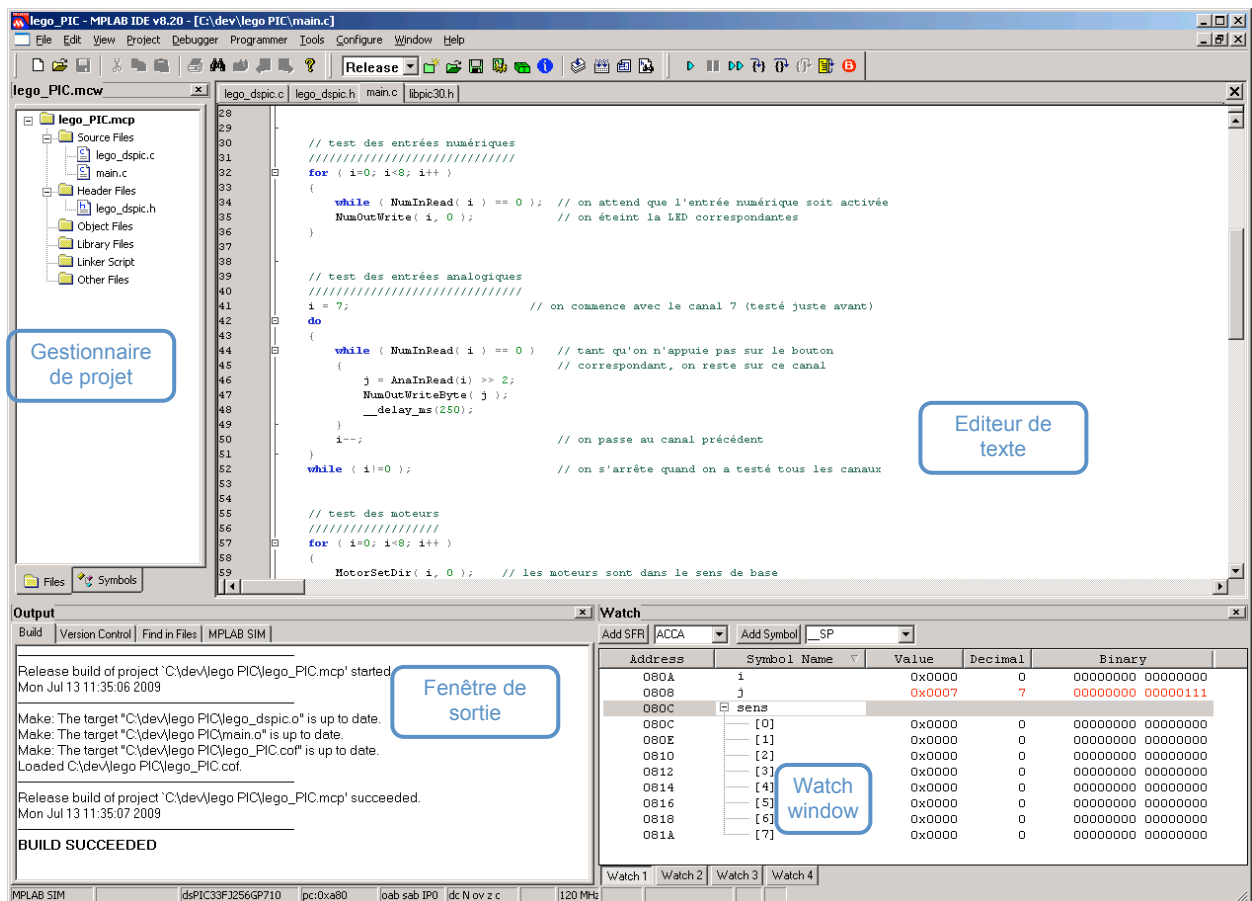 lego_PIC - MPLAB IDE v8.20 - [C:\dev\lego PIC\main.c]
File Edit View Project Debugger Programmer Tools Configure Window Help
Release
lego_PIC.mcw
lego_PIC.mcp
Source Files
lego_dspic.c
main.c
Header Files
lego_dspic.h
Object Files
Library Files
Linker Script
Other Files
Gestionnaire
de projet
Files Symbols
lego_dspic.c lego_dspic.h main.c libpic30.h
28
29
30 // test des entrées numériques
31 //////////////////////////////
32 for ( i=0; i<8; i++ )
33 {
34 while ( NumInRead( i ) == 0 ); // on attend que l'entrée numérique soit activée
35 NumOutWrite( i, 0 ); // on éteint la LED correspondantes
36 }
37
38
39 // test des entrées analogiques
40 ///////////////////////////////
41 i = 7; // on commence avec le canal 7 (testé juste avant)
42 do
43 {
44 while ( NumInRead( i ) == 0 ) // tant qu'on n'appuie pas sur le bouton
45 { // correspondant, on reste sur ce canal
46 j = AnaInRead(i) >> 2;
47 NumOutWriteByte( j );
48 __delay_ms(250);
49 }
50 i--; // on passe au canal précédent
51 }
52 while ( i!=0 ); // on s'arrête quand on a testé tous les canaux
53
54
55 // test des moteurs
56 ///////////////////
57 for ( i=0; i<8; i++ )
58 {
59 MotorSetDir( i, 0 ); // les moteurs sont dans le sens de base
Editeur de
texte
Output
Build Version Control Find in Files MPLAB SIM
Release build of project `C:\dev\lego PIC\lego_PIC.mcp' started.
Mon Jul 13 11:35:06 2009
Make: The target "C:\dev\lego PIC\lego_dspic.o" is up to date.
Make: The target "C:\dev\lego PIC\main.o" is up to date.
Make: The target "C:\dev\lego PIC\lego_PIC.cof" is up to date.
Loaded C:\dev\lego PIC\lego_PIC.cof.
Release build of project `C:\dev\lego PIC\lego_PIC.mcp' succeeded.
Mon Jul 13 11:35:07 2009
BUILD SUCCEEDED
Fenêtre de
sortie
Watch
Add SFR ACCA Add Symbol __SP
Address Symbol Name Value Decimal Binary
080A i 0x0000 0 00000000 00000000
0808 j 0x0007 7 00000000 00000111
080C sens
080C [0] 0x0000 0 00000000 00000000
080E [1] 0x0000 0 00000000 00000000
0810 [2] 0x0000 0 00000000 00000000
0812 [3] 0x0000 0 00000000 00000000
0814 [4] 0x0000 0 00000000 00000000
0816 [5] 0x0000 0 00000000 00000000
0818 [6] 0x0000 0 00000000 00000000
081A [7] 0x0000 0 00000000 00000000
Watch
window
Watch 1 Watch 2 Watch 3 Watch 4
MPLAB SIM dsPIC33FJ256GP710 pc:0xa80 oab sab IP0 dc N ov z c 120 MHz